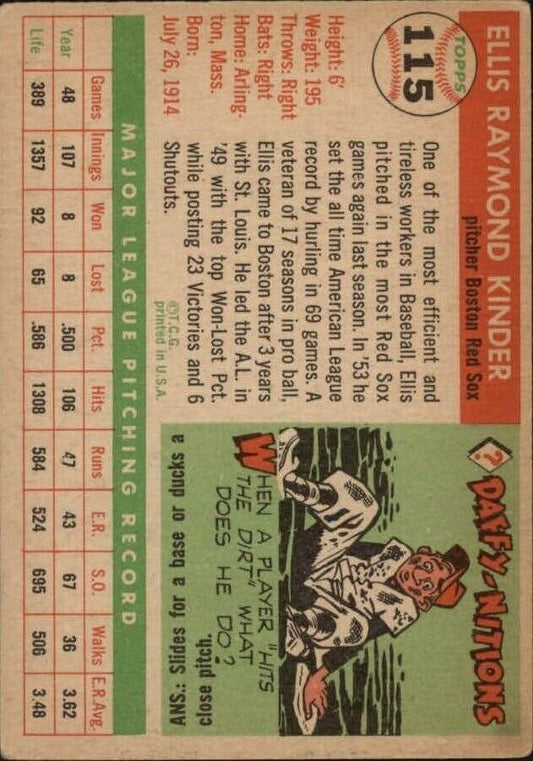 ELLIS RAYMOND KINDER
pitcher Boston Red Sox
TOPPS
115
Height: 6'
Weight: 195
Throws: Right
Bats: Right
Home: Arling-
ton, Mass.
Born:
July 26, 1914
One of the most efficient and
tireless workers in Baseball, Ellis
pitched in the most Red Sox
games again last season. In '53 he
set the all time American League
record by hurling in 69 games. A
veteran of 17 seasons in pro ball,
Ellis came to Boston after 3 years
with St. Louis. He led the A.L. in
'49 with the top Won-Lost Pct.
while posting 23 Victories and 6
Shutouts.
©T.C.G.
printed in U.S.A.
? DAFFY-NITIONS
WHEN A PLAYER "HITS
THE DIRT" WHAT
DOES HE DO?
ANS.: Slides for a base or ducks a
close pitch.
MAJOR LEAGUE PITCHING RECORD
Games Innings Won Lost Pct. Hits Runs E.R. S.O. Walks E.R.Avg.
Year 48 107 8 8 .500 106 47 43 67 36 3.62
Life 389 1357 92 65 .586 1308 584 524 695 506 3.48